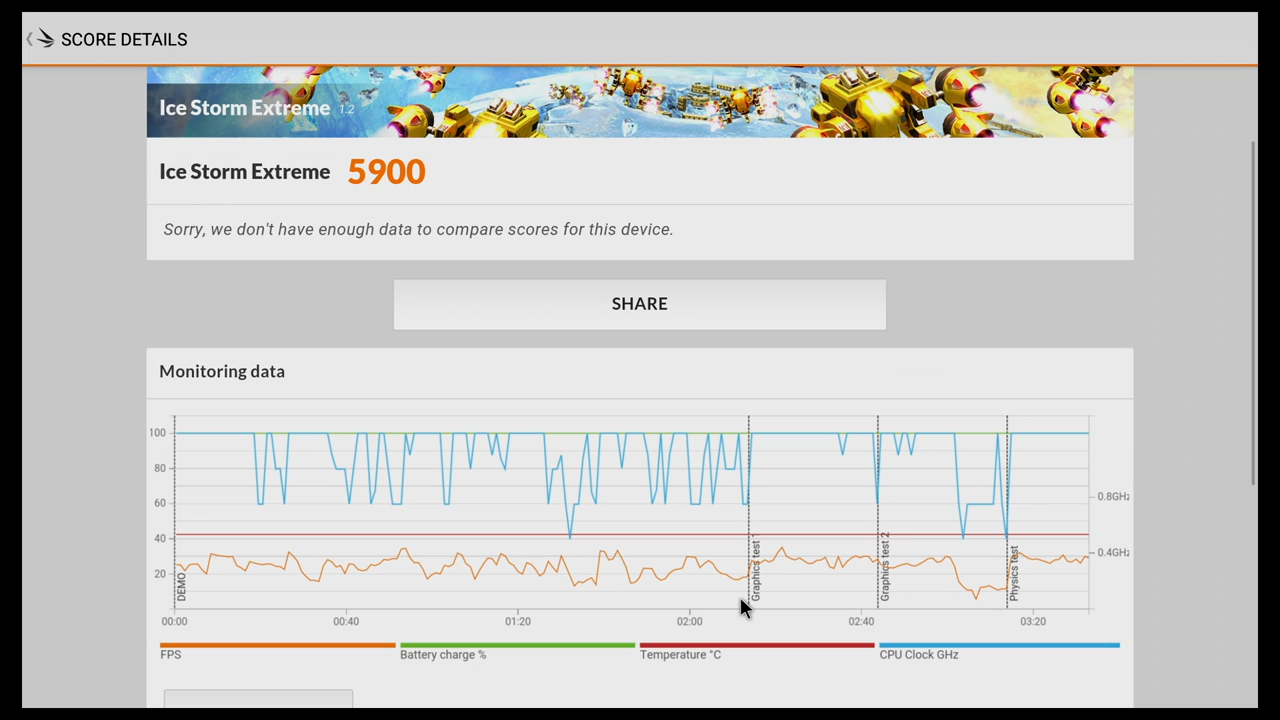 SCORE DETAILS
Ice Storm Extreme 1.2
Ice Storm Extreme 5900
Sorry, we don't have enough data to compare scores for this device.
SHARE
Monitoring data
100
80
60
40
20
0.8GHz
0.4GHz
DEMO
Graphics test 1
Graphics test 2
Physics test
00:00 00:40 01:20 02:00 02:40 03:20
FPS Battery charge % Temperature °C CPU Clock GHz